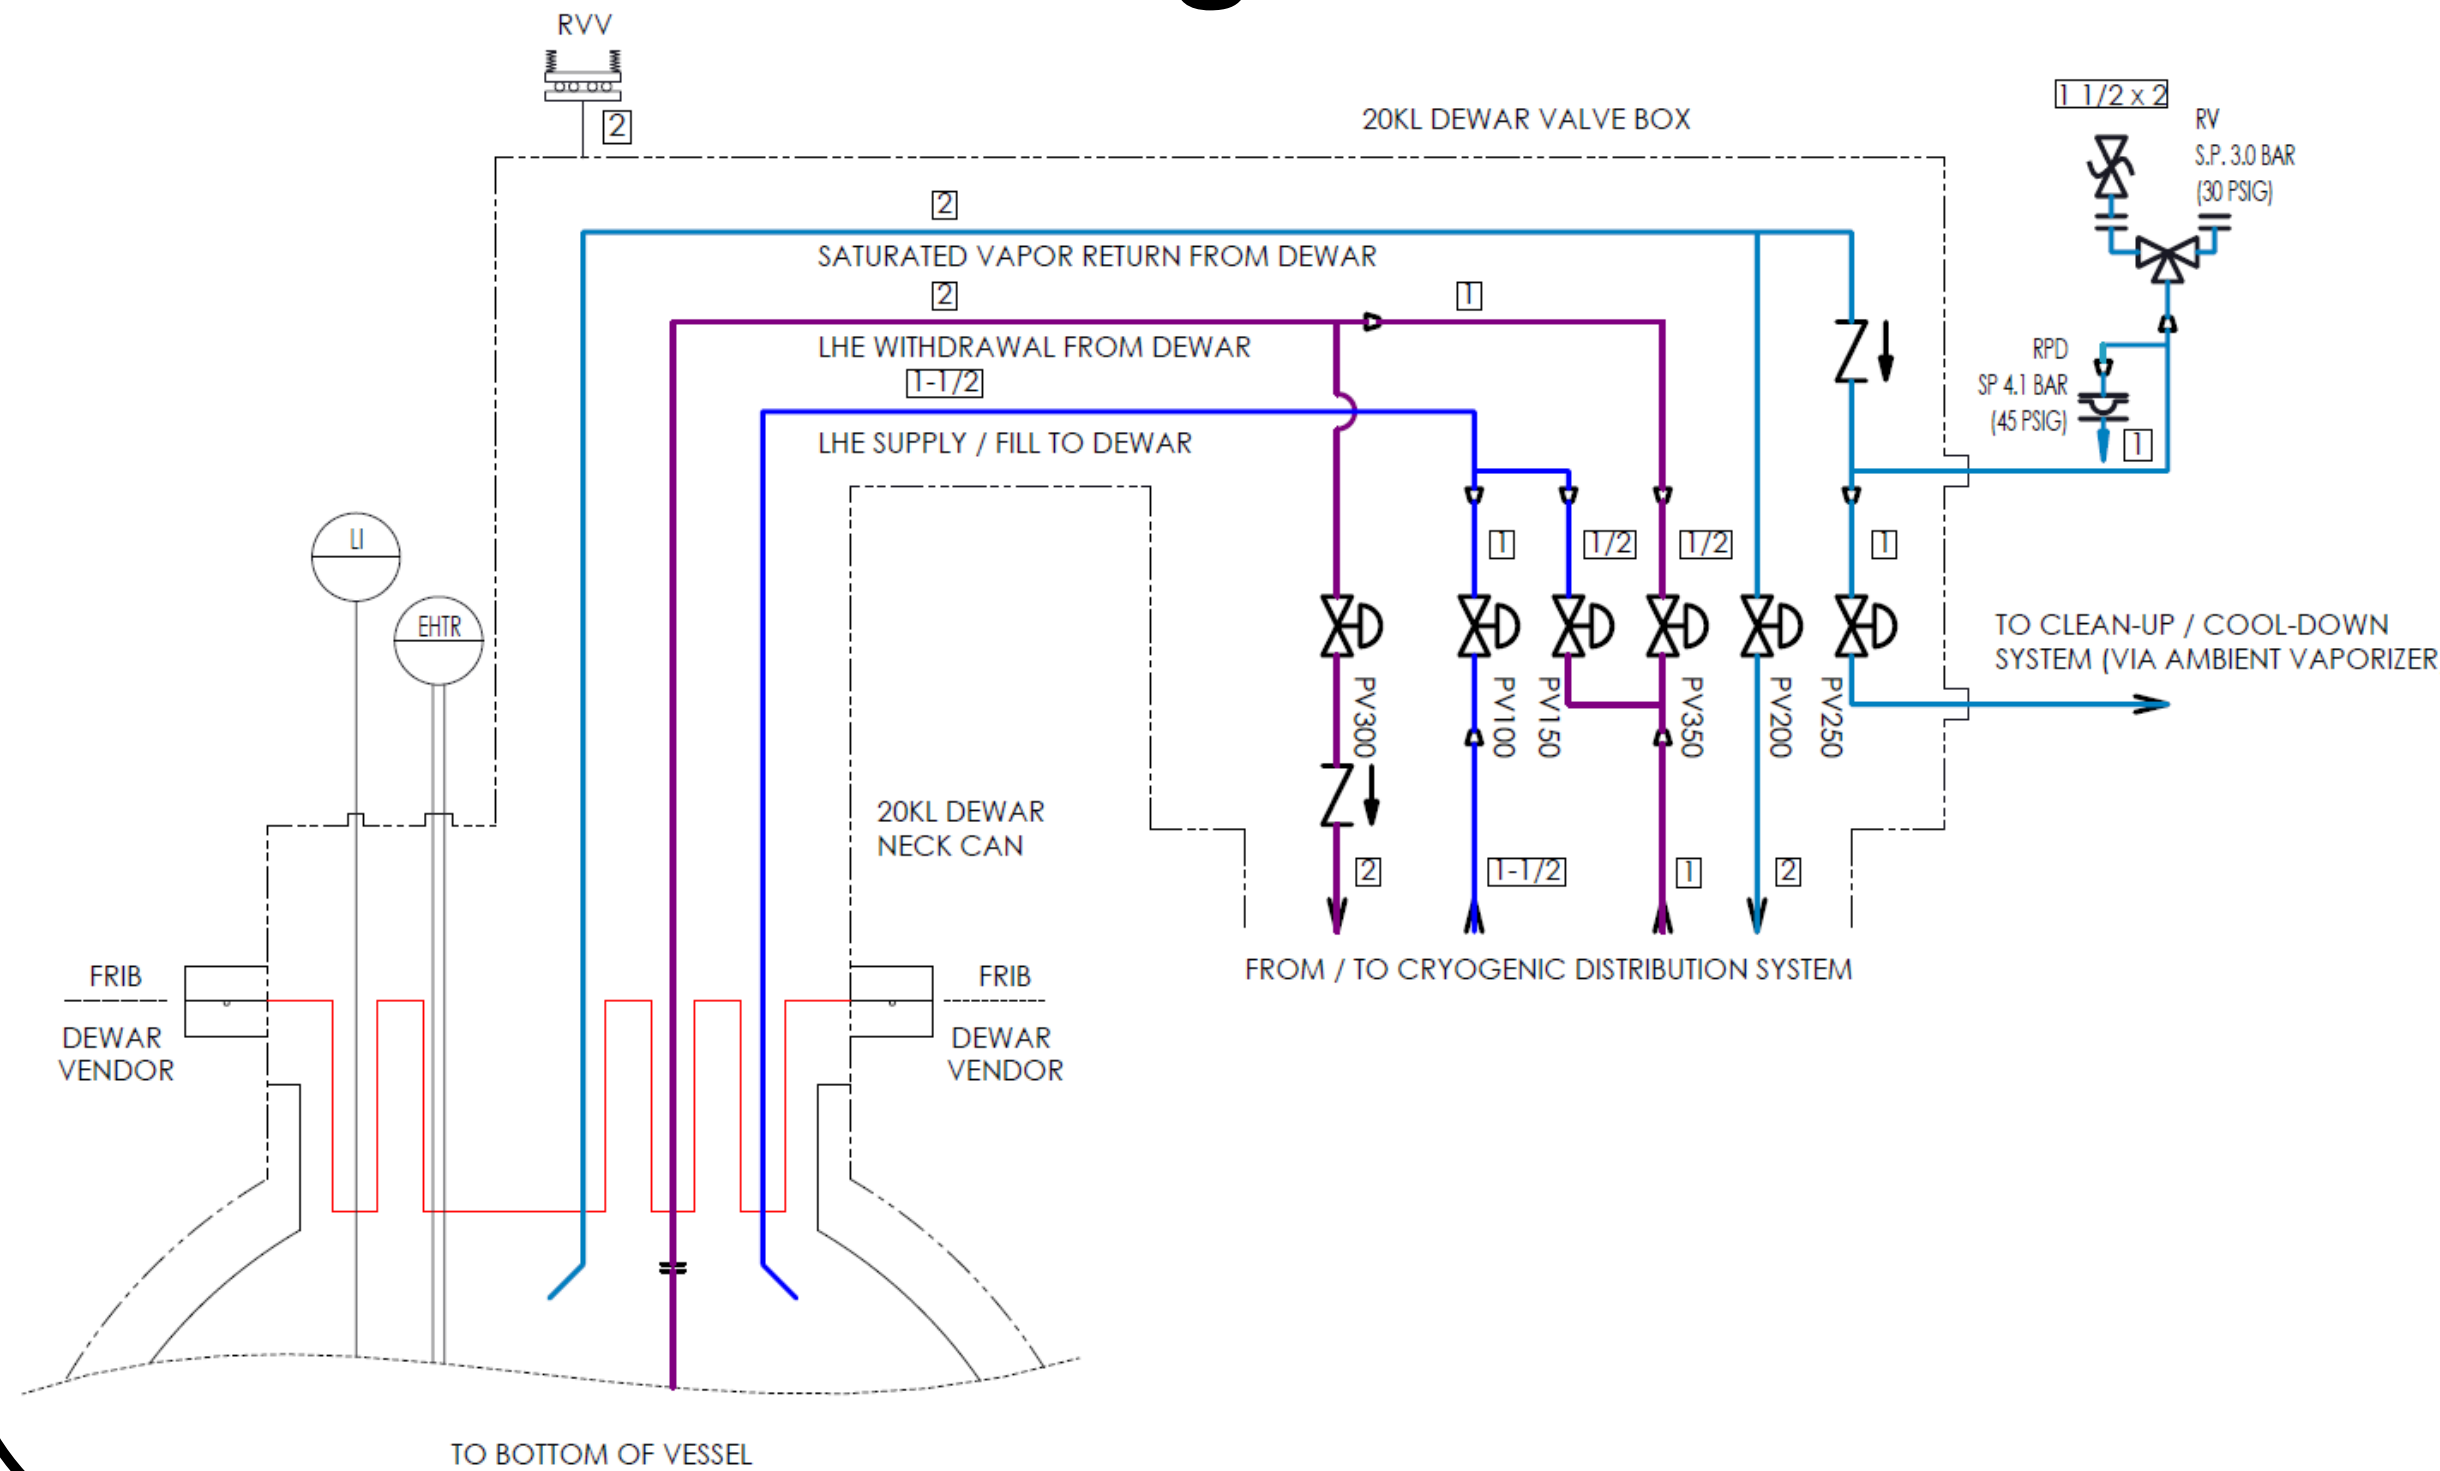 RVV
2
20KL DEWAR VALVE BOX
1 1/2 x 2
RV
S.P. 3.0 BAR
(30 PSIG)
2
SATURATED VAPOR RETURN FROM DEWAR
2
1
LHE WITHDRAWAL FROM DEWAR
1-1/2
LHE SUPPLY / FILL TO DEWAR
RPD
SP 4.1 BAR
(45 PSIG)
1
LI
EHTR
1
1/2
1/2
1
TO CLEAN-UP / COOL-DOWN
SYSTEM (VIA AMBIENT VAPORIZER
PV300
PV100
PV150
PV350
PV200
PV250
20KL DEWAR
NECK CAN
2
1-1/2
1
2
FROM / TO CRYOGENIC DISTRIBUTION SYSTEM
FRIB
DEWAR
VENDOR
FRIB
DEWAR
VENDOR
TO BOTTOM OF VESSEL